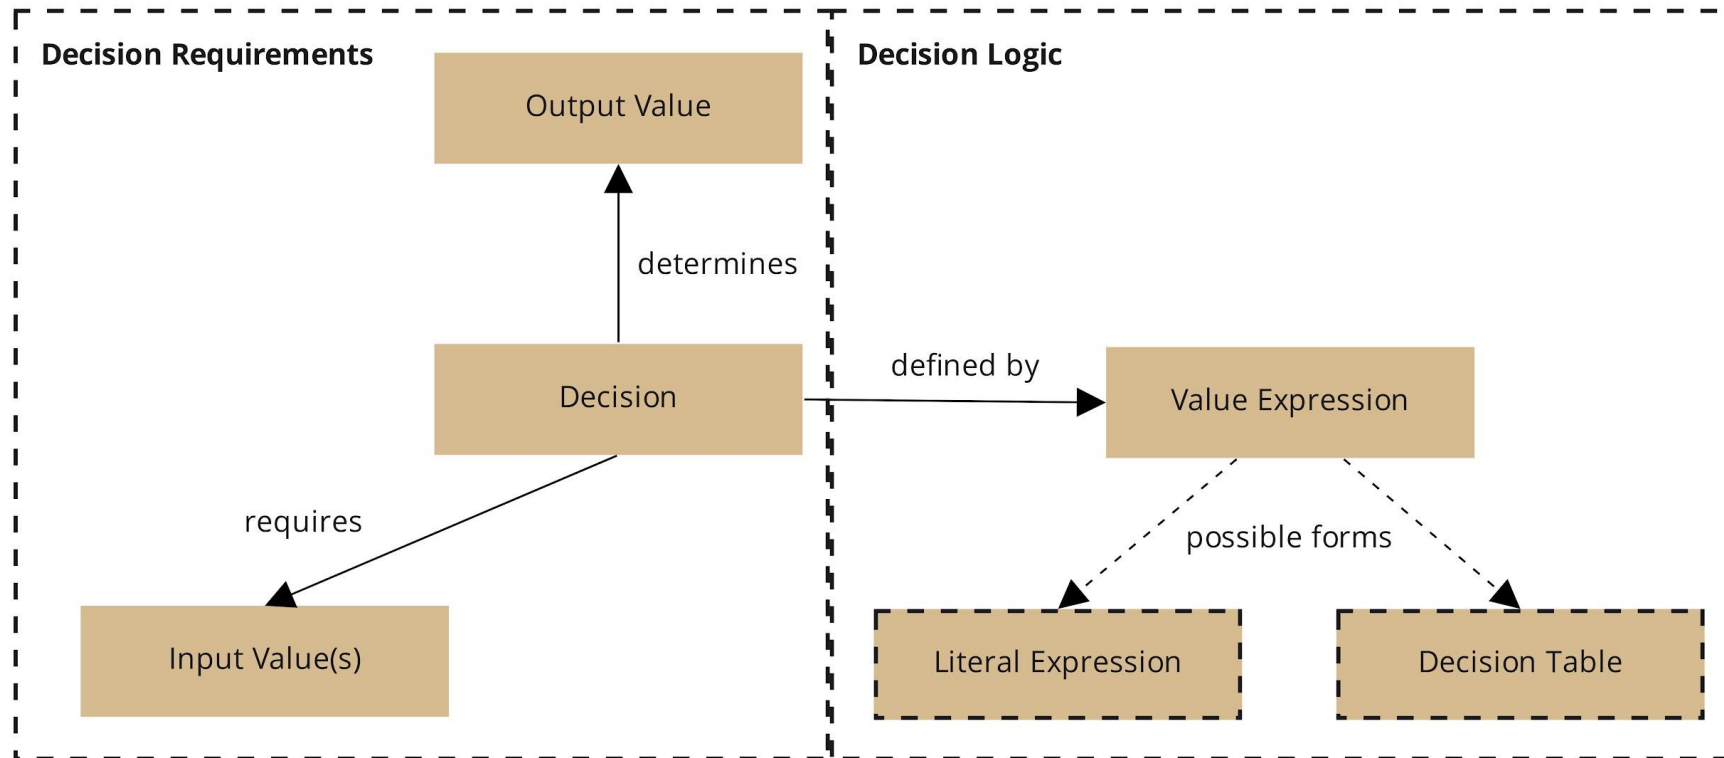 Decision Requirements
Output Value
determines
Decision
requires
Input Value(s)
Decision Logic
defined by
Value Expression
possible forms
Literal Expression
Decision Table